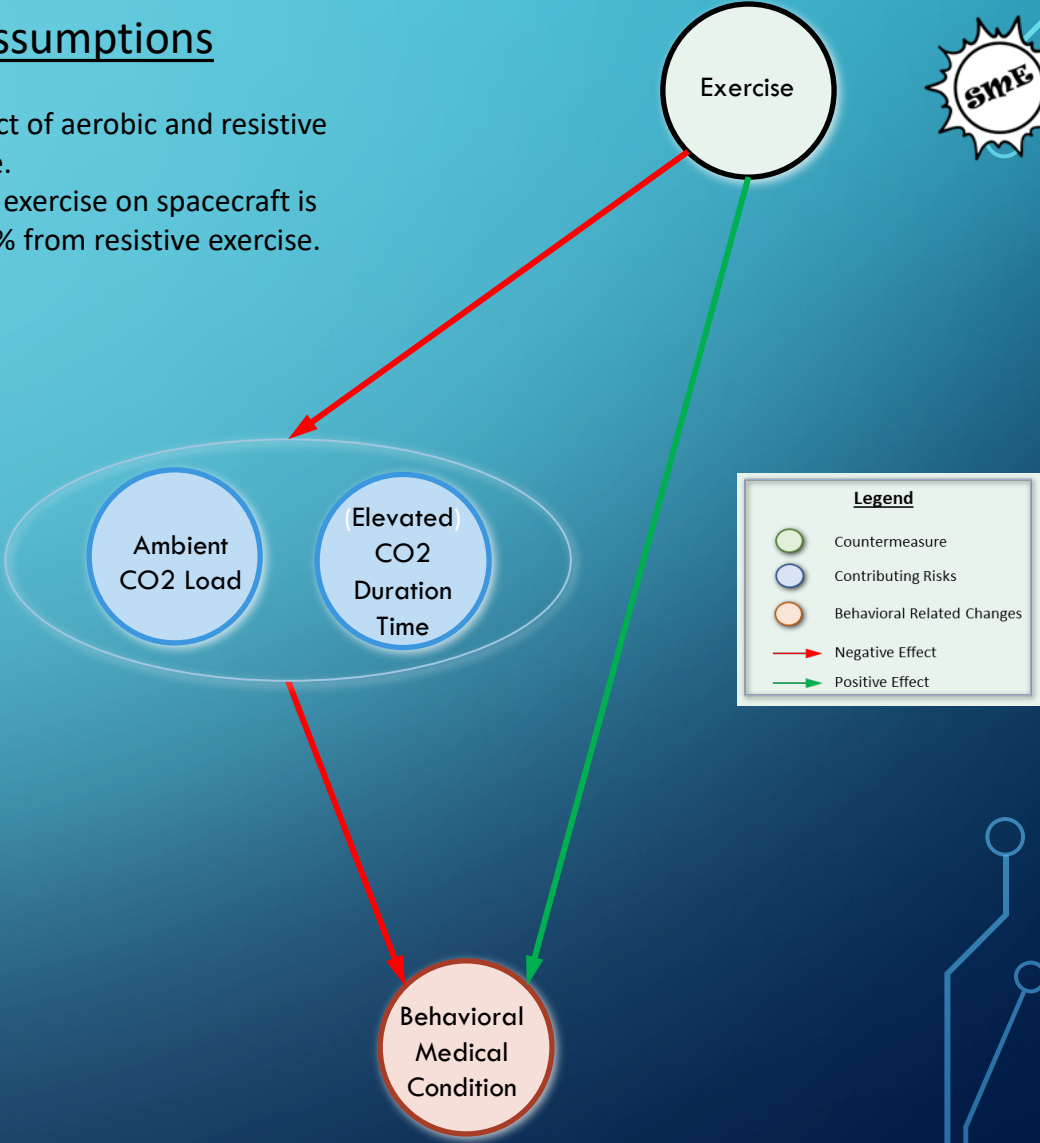 ssumptions
ct of aerobic and resistive
e.
exercise on spacecraft is
% from resistive exercise.
Exercise
SME
Ambient
CO2 Load
(Elevated)
CO2
Duration
Time
Legend
Countermeasure
Contributing Risks
Behavioral Related Changes
Negative Effect
Positive Effect
Behavioral
Medical
Condition